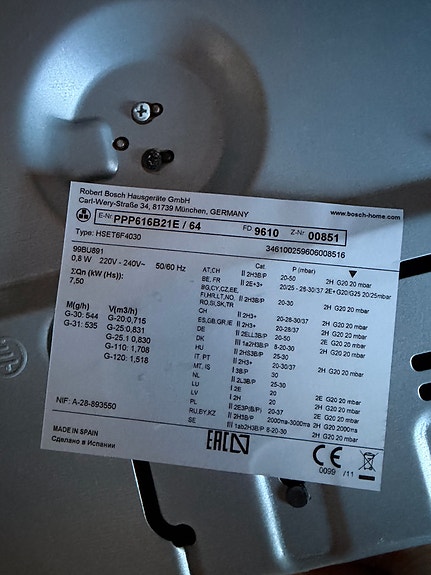 Robert Bosch Hausgeräte GmbH
Carl-Wery-Straße 34, 81739 München, GERMANY
www.bosch-home.com
E-Nr. PPP616B21E / 64 FD 9610 Z-Nr 00851
Type: HSET6F4030
346100259606008516
99BU891
0,8 W 220V - 240V~ 50/60 Hz
ΣQn (kW (Hs)):
7,50
M(g/h) V(m3/h)
G-30: 544 G-20:0,715
G-31: 535 G-25:0,831
G-25.1 0,830
G-110: 1,708
G-120: 1,518
NIF: A-28-893550
MADE IN SPAIN
Сделано в Испании
Cat. P (mbar)
AT,CH II 2H3B/P 20-50 2H G20 20 mbar
BE, FR II 2E+3+ 20/25 - 28-30/37 2E+G20/G25 20/25mbar
BG,CY,CZ,EE,
FI,HR,LT,NO, II 2H3B/P 20-30 2H G20 20 mbar
RO,SI,SK,TR
CH II 2H3+ 20-28-30/37 2H G20 20 mbar
ES,GB,GR,IE II 2H3+ 20-28/37 2H G20 20 mbar
DE II 2ELL3B/P 20-50
DK III 1a2H3B/P 8-20-30 2H G20 20 mbar
HU II 2HS3B/P 25-30
IT, PT II 2H3+ 20-30/37 2H G20 20 mbar
MT, IS I 3B/P 30
NL II 2L3B/P 25-30
LU I 2E 20 2E G20 20 mbar
LV I 2H 20 2H G20 20 mbar
PL II 2E3P(B/P) 20-37 2E G20 20 mbar
RU,BY,KZ II 2H3B/P 2000па-3000па 2H G20 2000па
SE III 1ab2H3B/P 8-20-30 2H G20 20 mbar
EAC
CE
0099 /11